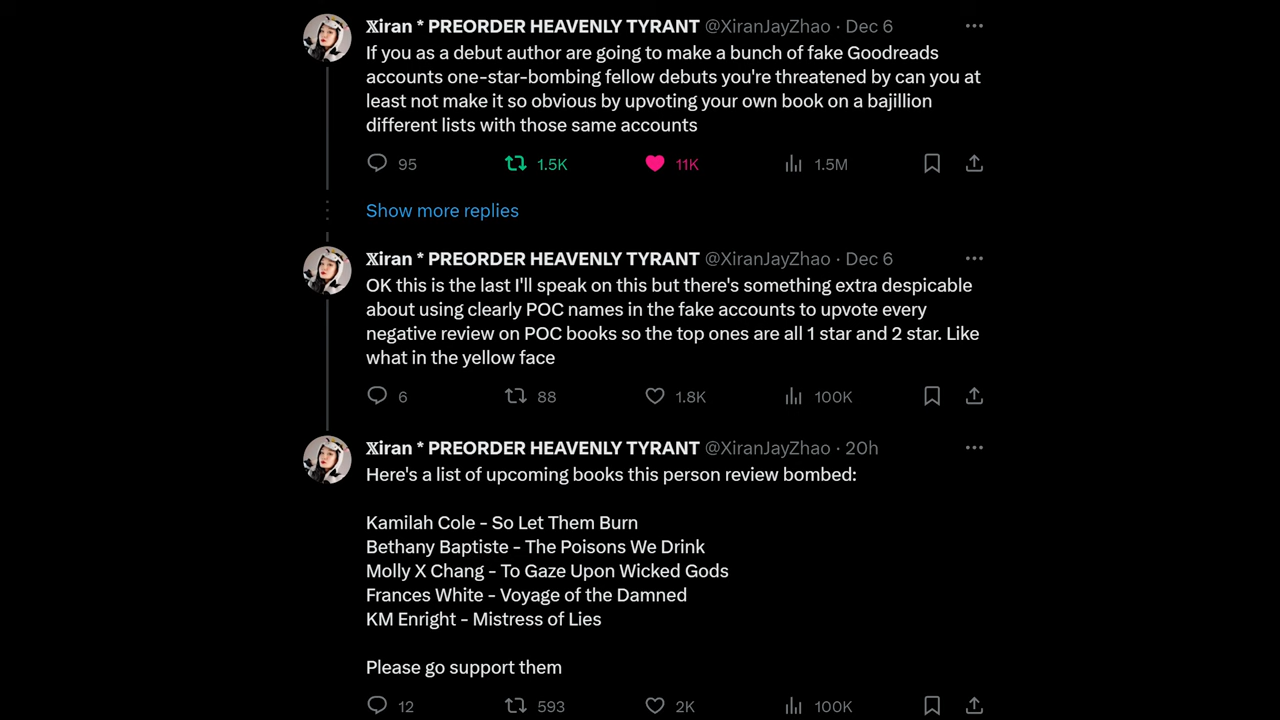 𝕏iran * PREORDER HEAVENLY TYRANT @XiranJayZhao · Dec 6
If you as a debut author are going to make a bunch of fake Goodreads
accounts one-star-bombing fellow debuts you're threatened by can you at
least not make it so obvious by upvoting your own book on a bajillion
different lists with those same accounts
95 1.5K 11K 1.5M
Show more replies
𝕏iran * PREORDER HEAVENLY TYRANT @XiranJayZhao · Dec 6
OK this is the last I'll speak on this but there's something extra despicable
about using clearly POC names in the fake accounts to upvote every
negative review on POC books so the top ones are all 1 star and 2 star. Like
what in the yellow face
6 88 1.8K 100K
𝕏iran * PREORDER HEAVENLY TYRANT @XiranJayZhao · 20h
Here's a list of upcoming books this person review bombed:
Kamilah Cole - So Let Them Burn
Bethany Baptiste - The Poisons We Drink
Molly X Chang - To Gaze Upon Wicked Gods
Frances White - Voyage of the Damned
KM Enright - Mistress of Lies
Please go support them
12 593 2K 100K